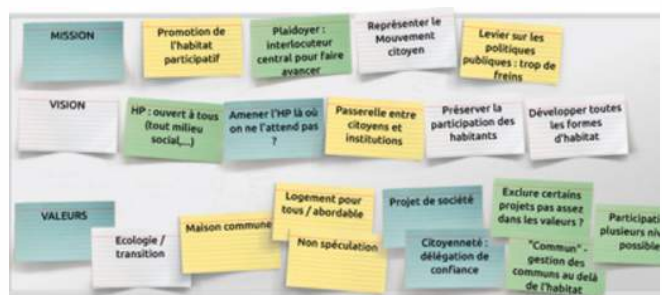 MISSION
Promotion de
l'habitat
participatif
Plaidoyer :
interlocuteur
central pour faire
avancer
Représenter le
Mouvement
citoyen
Levier sur les
politiques
publiques : trop de
freins
VISION
HP : ouvert à tous
(tout milieu
social,...)
Amener l'HP là où
on ne l'attend pas
?
Passerelle entre
citoyens et
institutions
Préserver la
participation des
habitants
Développer toutes
les formes
d'habitat
VALEURS
Ecologie /
transition
Maison commune
Logement pour
tous / abordable
Non spéculation
Projet de société
Citoyenneté :
délégation de
confiance
Exclure certains
projets pas assez
dans les valeurs ?
"Commun" -
gestion des
communs au delà
de l'habitat
Participati
plusieurs niv
possible